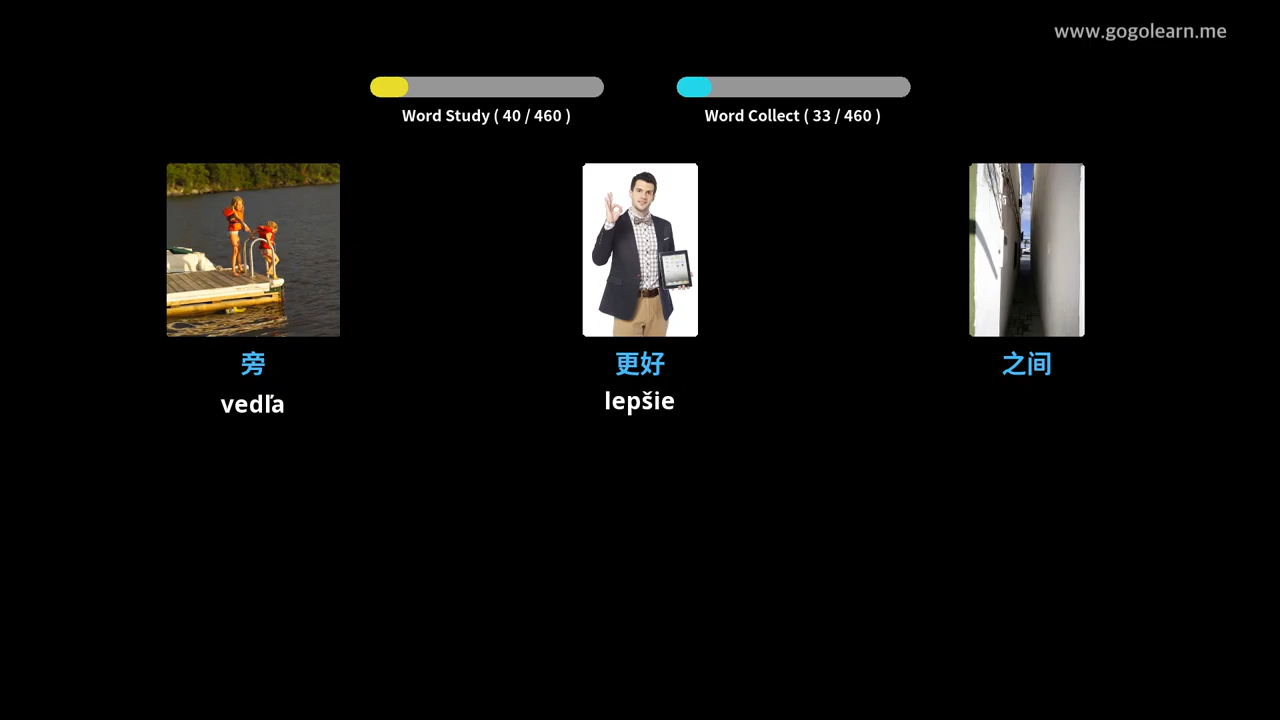 www.gogolearn.me
Word Study ( 40 / 460 )
Word Collect ( 33 / 460 )
旁
更好
之间
vedľa
lepšie